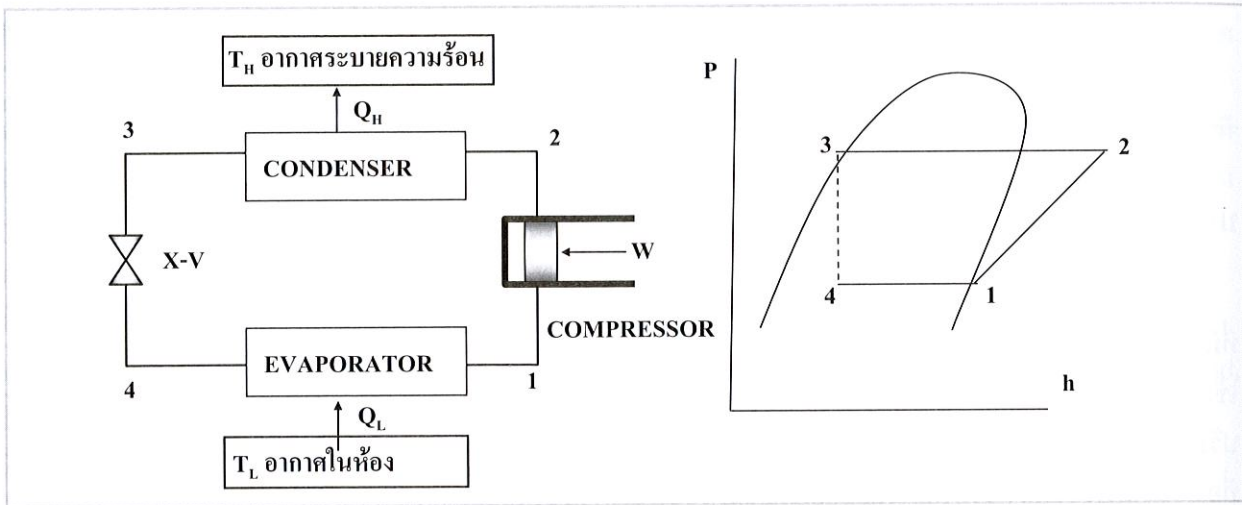 T_H อากาศระบายความร้อน
Q_H
3
2
CONDENSER
X-V
W
COMPRESSOR
EVAPORATOR
4
1
Q_L
T_L อากาศในห้อง
P
3
2
4
1
h